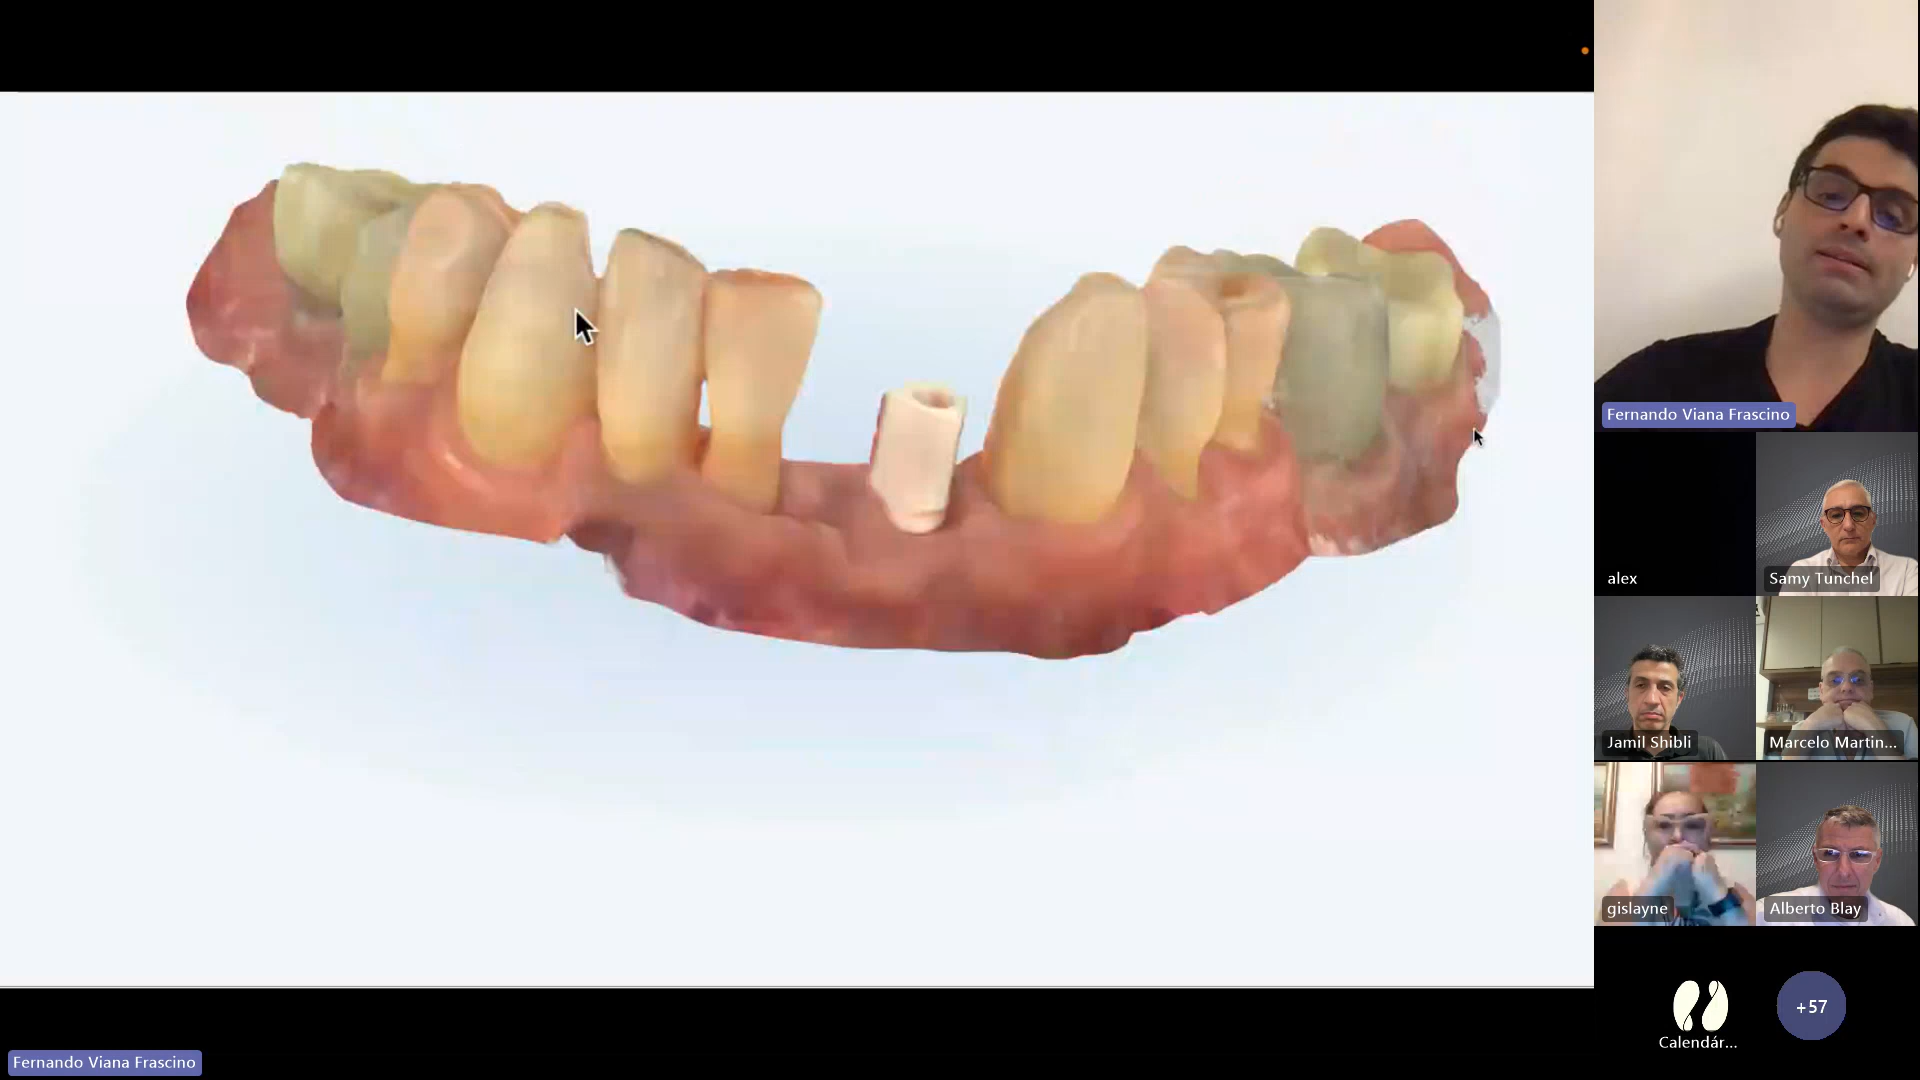 Fernando Viana Frascino
alex
Samy Tunchel
Jamil Shibli
Marcelo Martin...
gislayne
Alberto Blay
+57
Calendár...
Fernando Viana Frascino